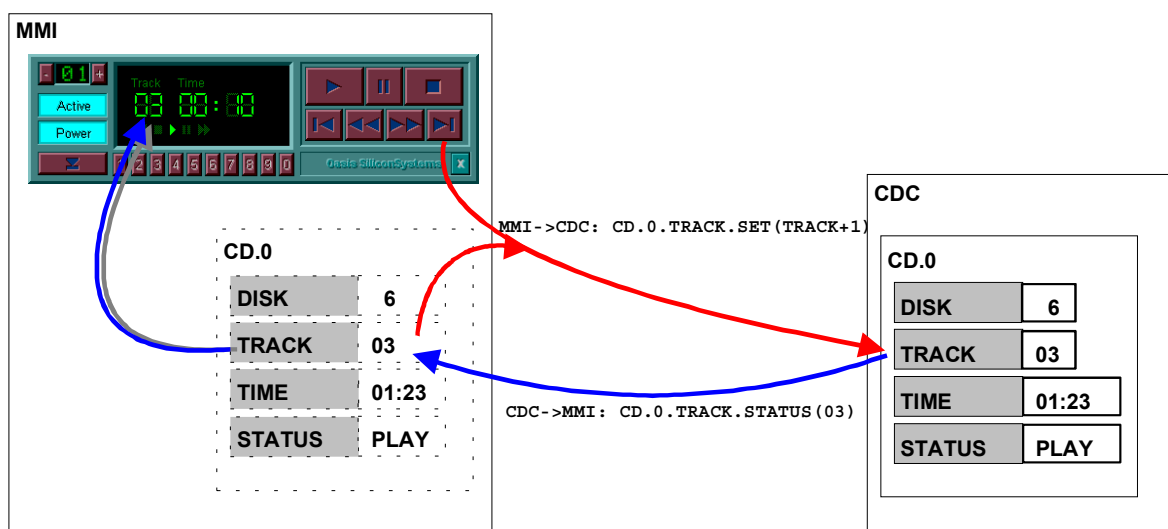 MMI
- 01 +
Track Time
03 00:10
Active
Power
2 3 4 5 6 7 8 9 0
Oasis SiliconSystems x
CDC
MMI->CDC: CD.0.TRACK.SET(TRACK+1)
CD.0
DISK 6
TRACK 03
TIME 01:23
STATUS PLAY
CDC->MMI: CD.0.TRACK.STATUS(03)
CD.0
DISK 6
TRACK 03
TIME 01:23
STATUS PLAY